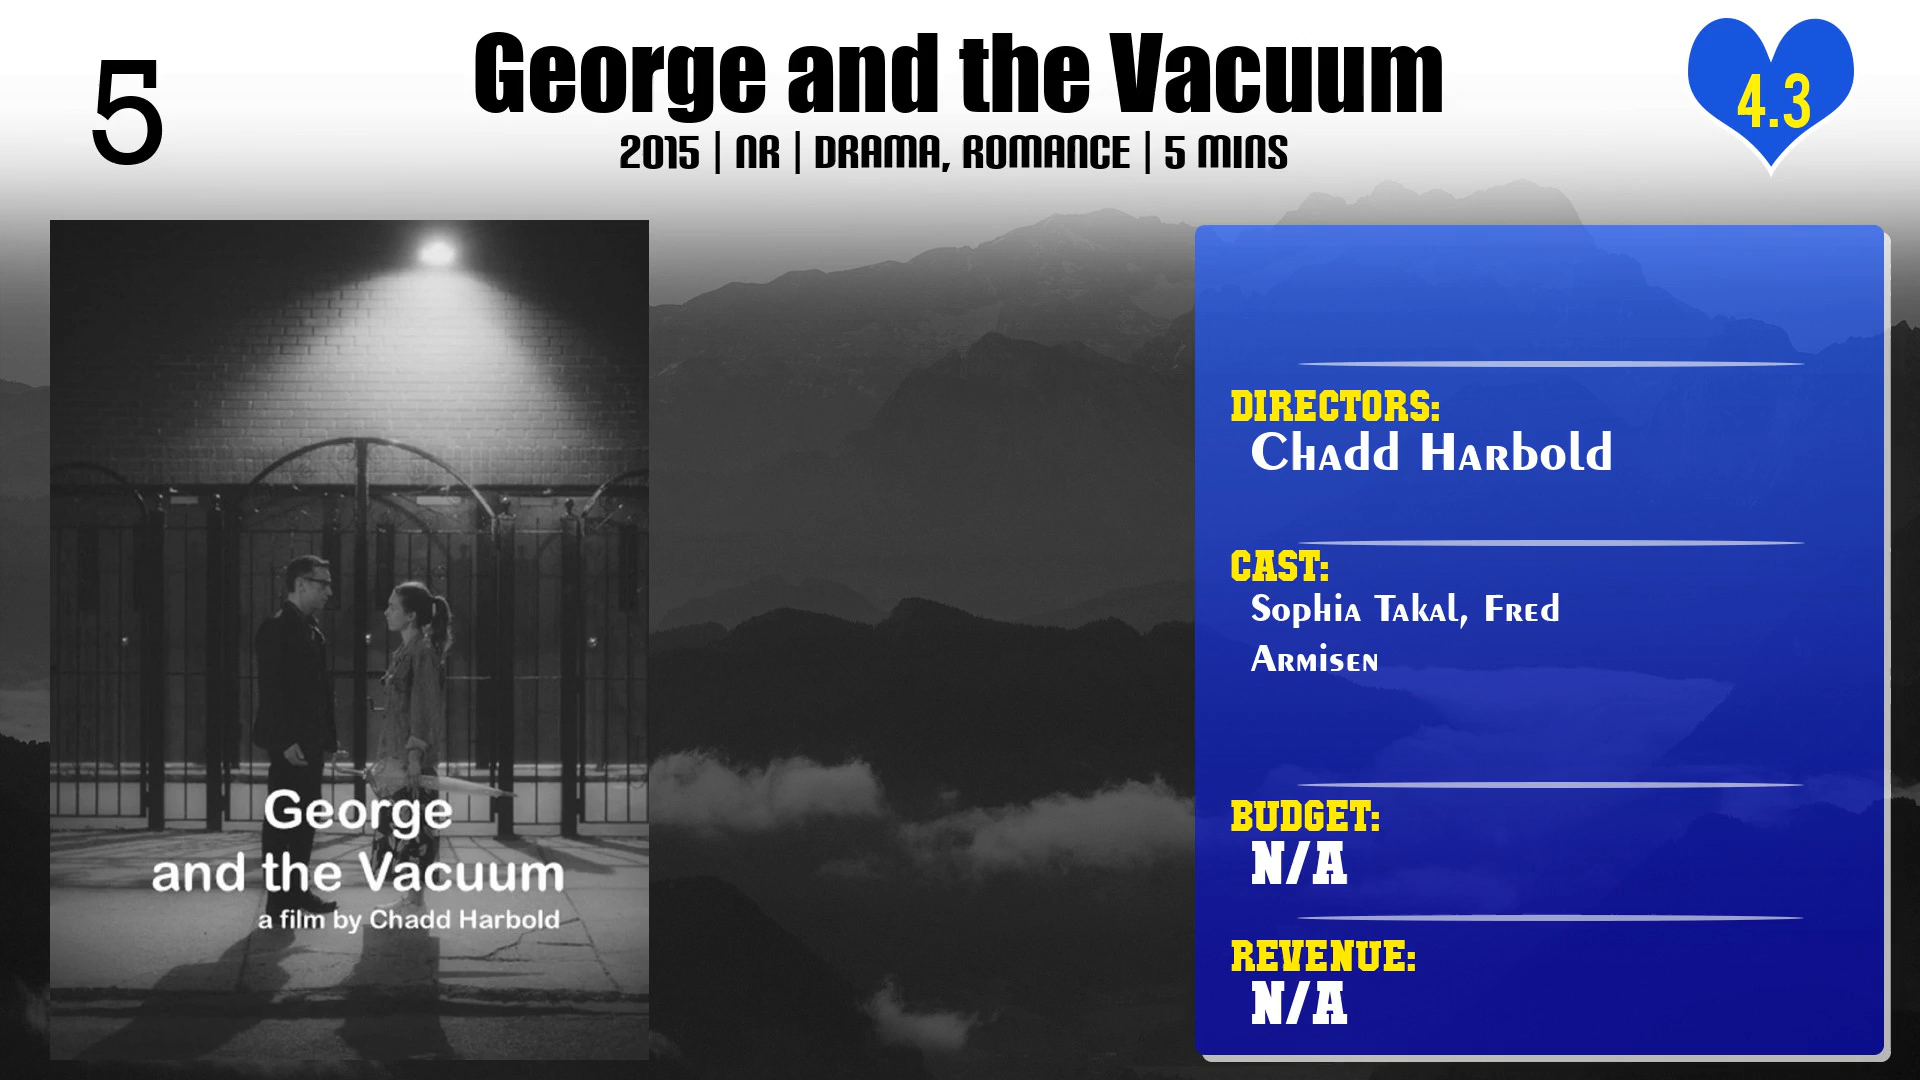 5
George and the Vacuum
2015 | NR | DRAMA, ROMANCE | 5 MINS
4.3
George
and the Vacuum
a film by Chadd Harbold
DIRECTORS:
Chadd Harbold
CAST:
Sophia Takal, Fred
Armisen
BUDGET:
N/A
REVENUE:
N/A